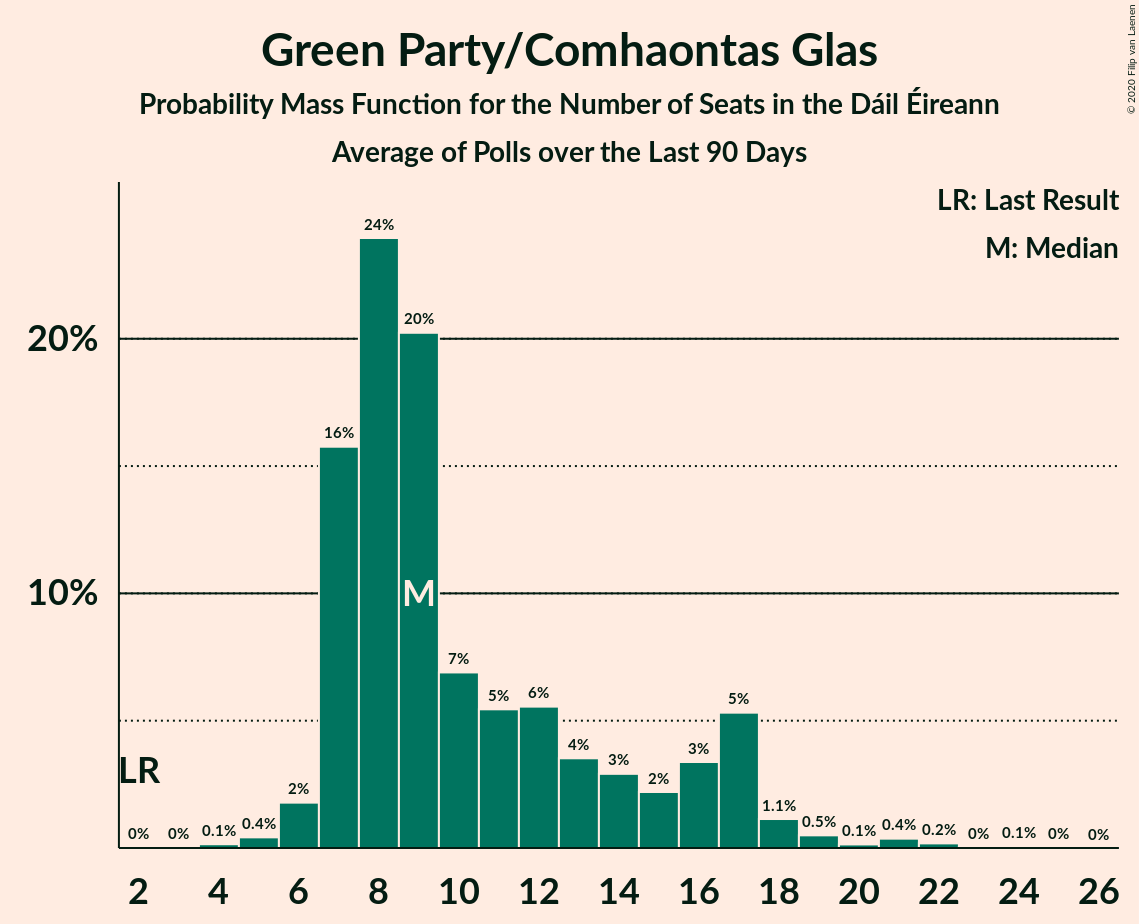 Green Party/Comhaontas Glas
Probability Mass Function for the Number of Seats in the Dáil Éireann
Average of Polls over the Last 90 Days
© 2020 Filip van Laenen
LR: Last Result
M: Median
20%
10%
0% 0% 0.1% 0.4% 2% 16% 24% 20% 7% 5% 6% 4% 3% 2% 3% 5% 1.1% 0.5% 0.1% 0.4% 0.2% 0% 0.1% 0% 0%
M
LR
2 4 6 8 10 12 14 16 18 20 22 24 26